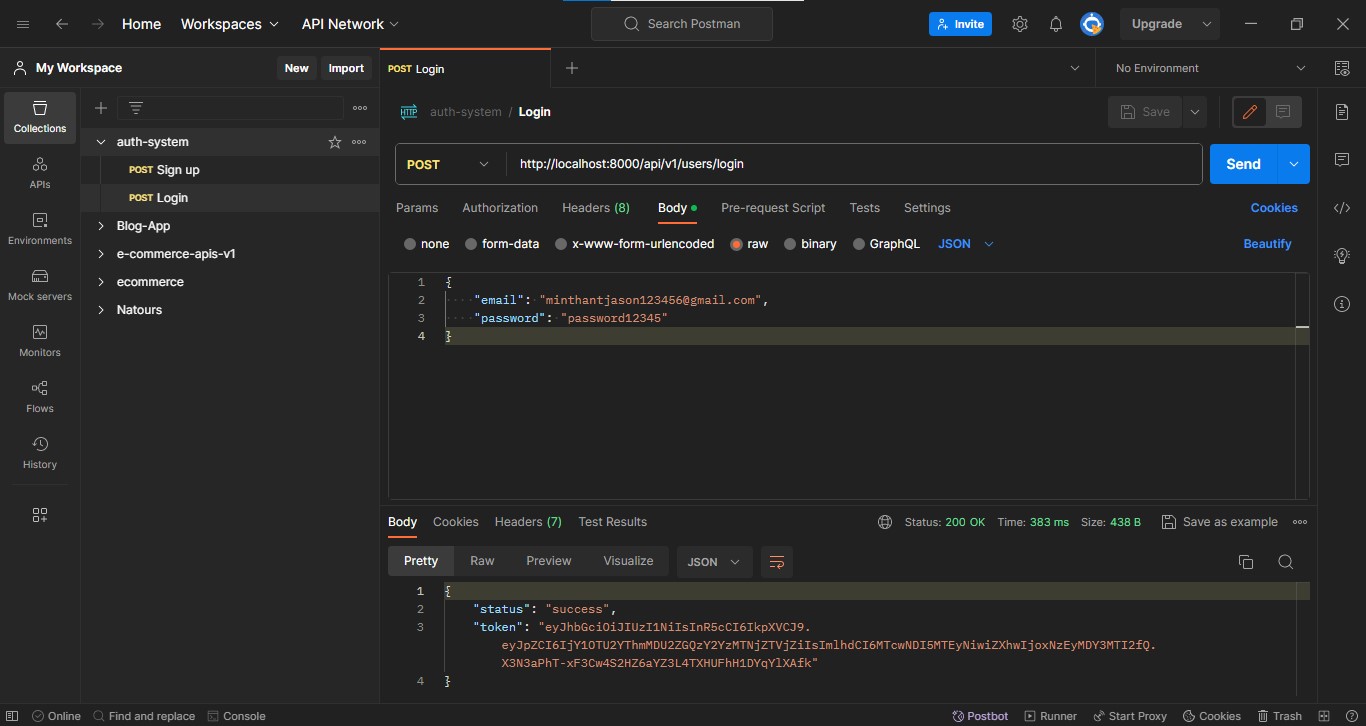 Home Workspaces API Network Search Postman Invite Upgrade
My Workspace New Import POST Login No Environment
Collections
APIs
Environments
Mock servers
Monitors
Flows
History
auth-system
POST Sign up
POST Login
Blog-App
e-commerce-apis-v1
ecommerce
Natours
HTTP auth-system / Login Save
POST http://localhost:8000/api/v1/users/login Send
Params Authorization Headers (8) Body Pre-request Script Tests Settings Cookies
none form-data x-www-form-urlencoded raw binary GraphQL JSON Beautify
1 {
2 "email": "minthantjason123456@gmail.com",
3 "password": "password12345"
4 }
Body Cookies Headers (7) Test Results Status: 200 OK Time: 383 ms Size: 438 B Save as example
Pretty Raw Preview Visualize JSON
1 {
2 "status": "success",
3 "token": "eyJhbGciOiJIUzI1NiIsInR5cCI6IkpXVCJ9.
eyJpZCI6IjY1OTU2YThmMDU2ZGQzY2YzMTNjZTVjZiIsImlhdCI6MTcwNDI5MTEyNiwiZXhwIjoxNzEyMDY3MTI2fQ.
X3N3aPhT-xF3Cw4S2HZ6aYZ3L4TXHUFhH1DYqYlXAfk"
4 }
Online Find and replace Console Postbot Runner Start Proxy Cookies Trash